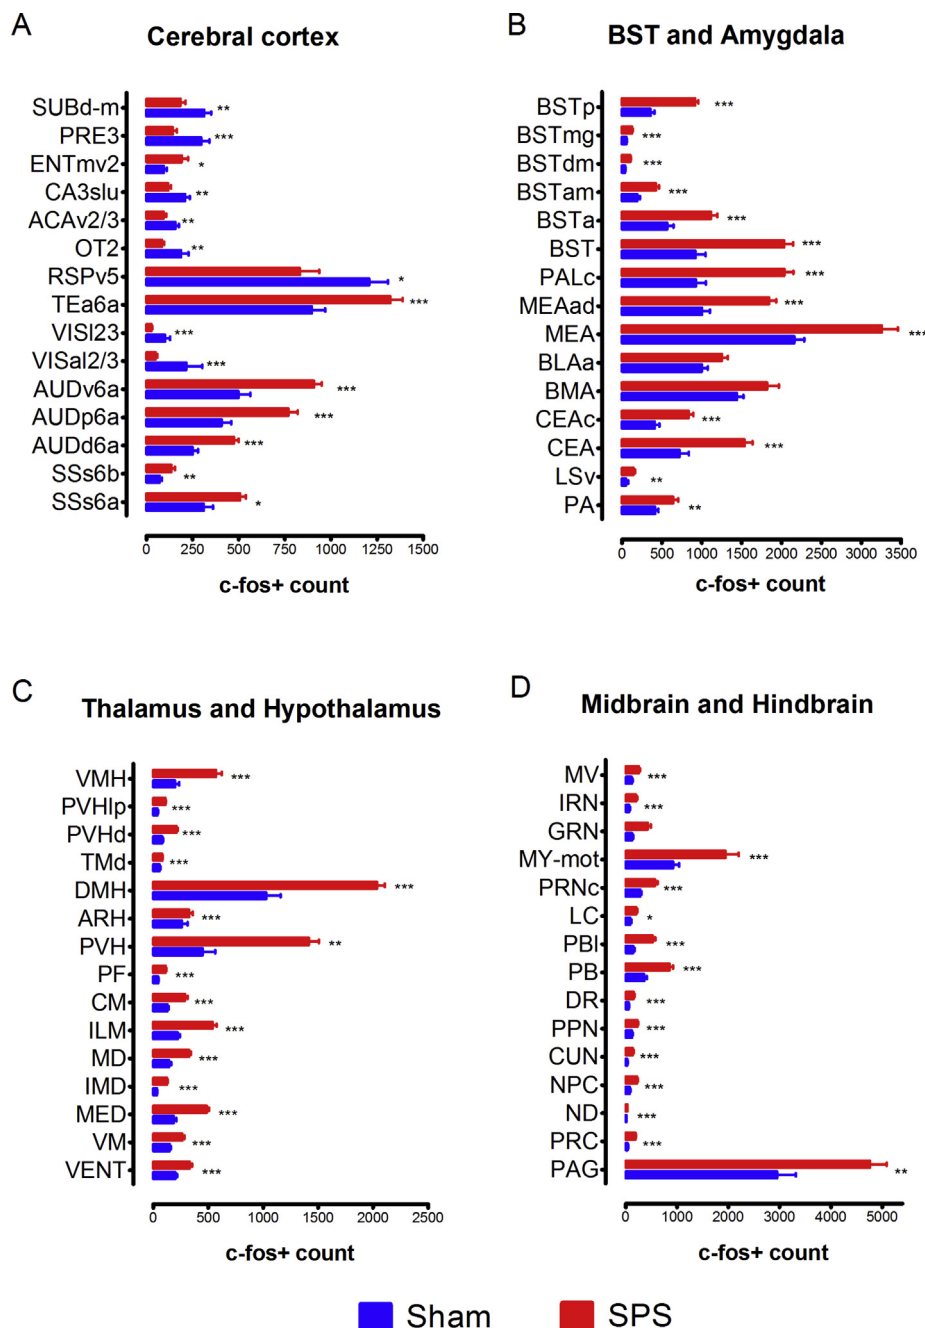 A
Cerebral cortex
SUBd-m **
PRE3 ***
ENTmv2 *
CA3slu **
ACAv2/3 **
OT2 **
RSPv5 *
TEa6a ***
VISl23 ***
VISal2/3 ***
AUDv6a ***
AUDp6a ***
AUDd6a ***
SSs6b **
SSs6a *
0 250 500 750 1000 1250 1500
c-fos+ count
B
BST and Amygdala
BSTp ***
BSTmg ***
BSTdm ***
BSTam ***
BSTa ***
BST ***
PALc ***
MEAad ***
MEA ***
BLAa
BMA
CEAc ***
CEA ***
LSv **
PA **
0 500 1000 1500 2000 2500 3000 3500
c-fos+ count
C
Thalamus and Hypothalamus
VMH ***
PVHlp ***
PVHd ***
TMd ***
DMH ***
ARH ***
PVH **
PF ***
CM ***
ILM ***
MD ***
IMD ***
MED ***
VM ***
VENT ***
0 500 1000 1500 2000 2500
c-fos+ count
D
Midbrain and Hindbrain
MV ***
IRN ***
GRN
MY-mot ***
PRNc ***
LC *
PBl ***
PB ***
DR ***
PPN ***
CUN ***
NPC ***
ND ***
PRC ***
PAG **
0 1000 2000 3000 4000 5000
c-fos+ count
Sham SPS